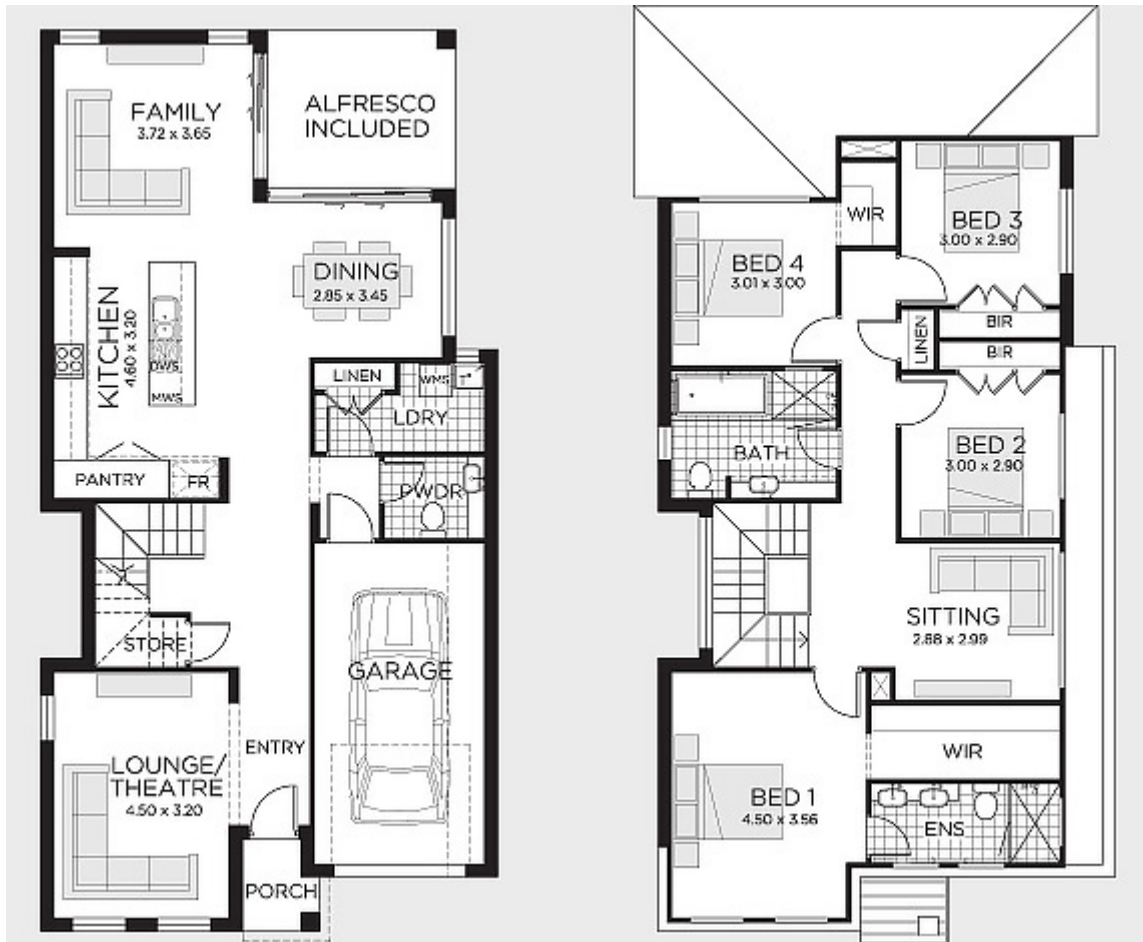 FAMILY
3.72 x 3.65
ALFRESCO
INCLUDED
DINING
2.85 x 3.45
KITCHEN
4.60 x 3.20
DWS
MWS
LINEN
WMS
T
LDRY
PANTRY
FR
PWDR
STORE
GARAGE
ENTRY
LOUNGE/
THEATRE
4.50 x 3.20
PORCH
WIR
BED 3
3.00 x 2.90
BED 4
3.01 x 3.00
BIR
LINEN
BIR
BED 2
3.00 x 2.90
BATH
SITTING
2.88 x 2.99
WIR
BED 1
4.50 x 3.56
ENS